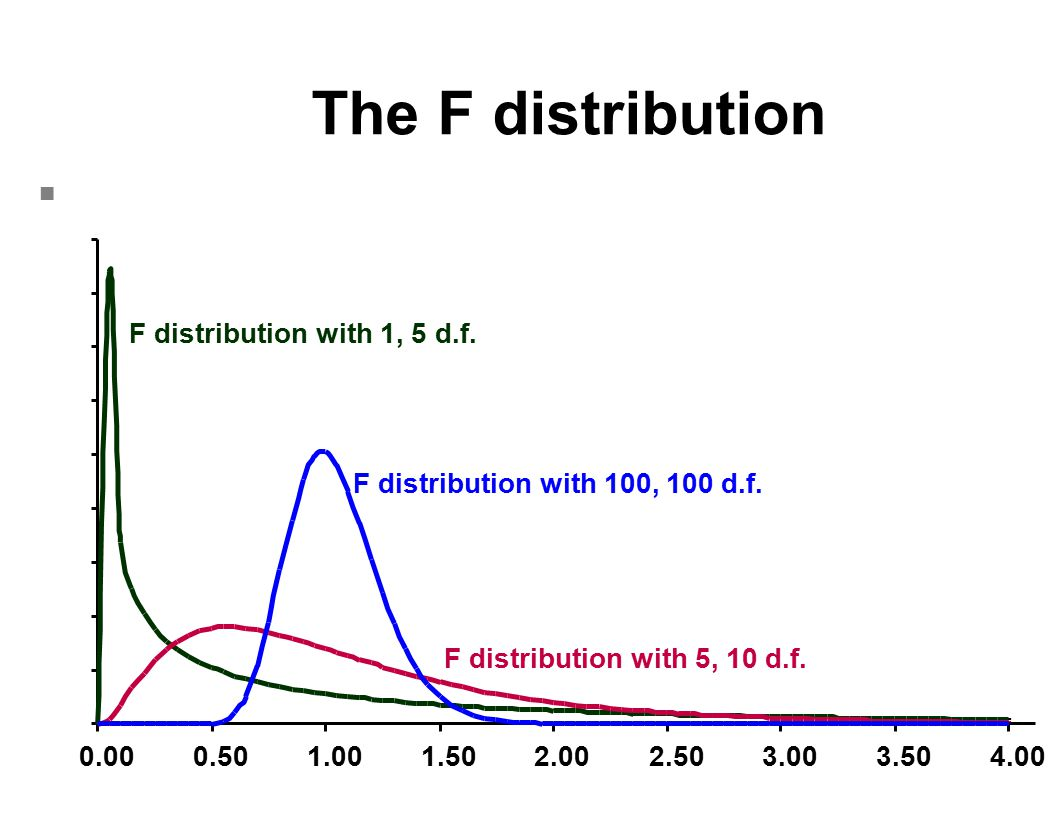 The F distribution
F distribution with 1, 5 d.f.
F distribution with 100, 100 d.f.
F distribution with 5, 10 d.f.
0.00 0.50 1.00 1.50 2.00 2.50 3.00 3.50 4.00